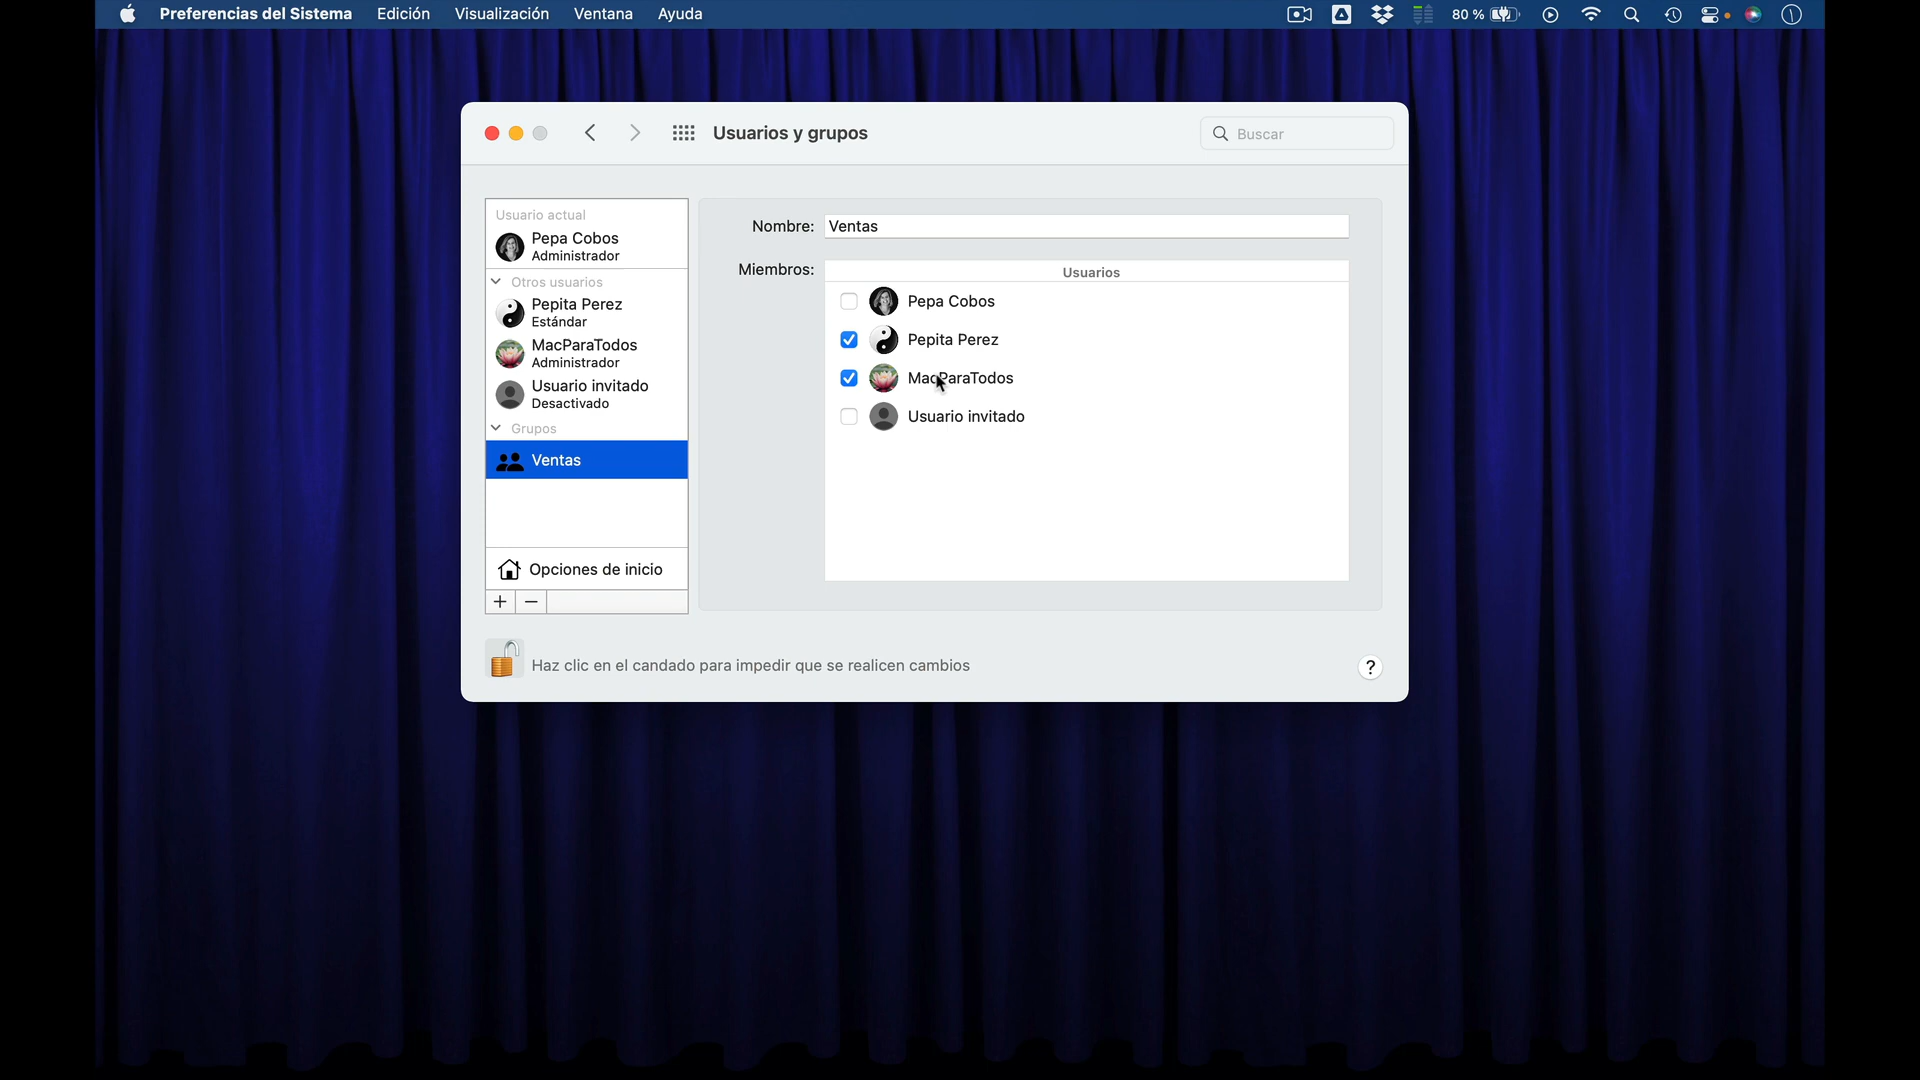 Preferencias del Sistema Edición Visualización Ventana Ayuda 80 %
Usuarios y grupos
Buscar
Usuario actual
Pepa Cobos
Administrador
Otros usuarios
Pepita Perez
Estándar
MacParaTodos
Administrador
Usuario invitado
Desactivado
Grupos
Ventas
Opciones de inicio
+ −
Nombre: Ventas
Miembros:
Usuarios
Pepa Cobos
Pepita Perez
MacParaTodos
Usuario invitado
Haz clic en el candado para impedir que se realicen cambios
?